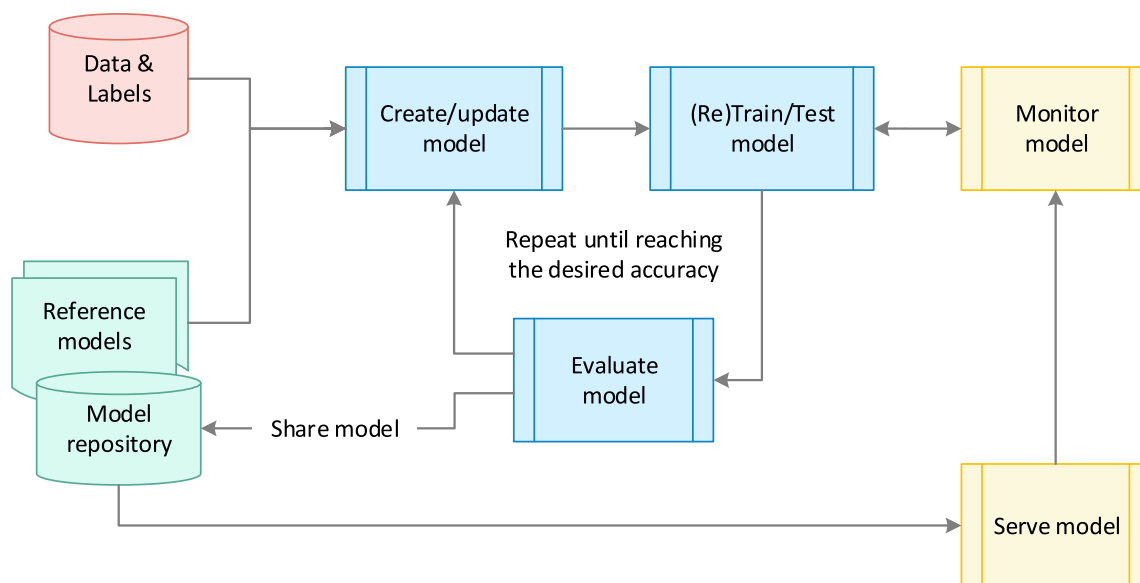 Data &
Labels
Create/update
model
(Re)Train/Test
model
Monitor
model
Repeat until reaching
the desired accuracy
Reference
models
Evaluate
model
Model
repository
Share model
Serve model